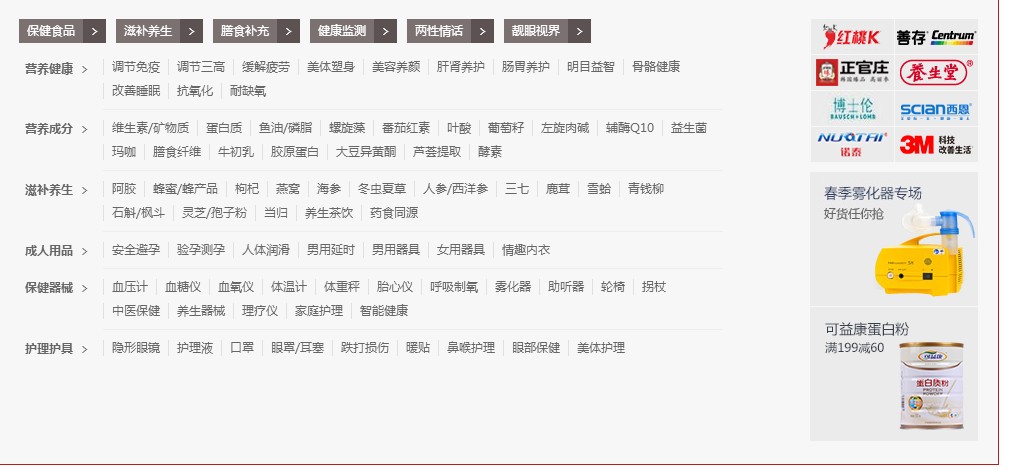 保健食品 > 滋补养生 > 膳食补充 > 健康监测 > 两性情话 > 靓眼视界 >
营养健康 > 调节免疫 调节三高 缓解疲劳 美体塑身 美容养颜 肝肾养护 肠胃养护 明目益智 骨骼健康
改善睡眠 抗氧化 耐缺氧
营养成分 > 维生素/矿物质 蛋白质 鱼油/磷脂 螺旋藻 番茄红素 叶酸 葡萄籽 左旋肉碱 辅酶Q10 益生菌
玛咖 膳食纤维 牛初乳 胶原蛋白 大豆异黄酮 芦荟提取 酵素
滋补养生 > 阿胶 蜂蜜/蜂产品 枸杞 燕窝 海参 冬虫夏草 人参/西洋参 三七 鹿茸 雪蛤 青钱柳
石斛/枫斗 灵芝/孢子粉 当归 养生茶饮 药食同源
成人用品 > 安全避孕 验孕测孕 人体润滑 男用延时 男用器具 女用器具 情趣内衣
保健器械 > 血压计 血糖仪 血氧仪 体温计 体重秤 胎心仪 呼吸制氧 雾化器 助听器 轮椅 拐杖
中医保健 养生器械 理疗仪 家庭护理 智能健康
护理护具 > 隐形眼镜 护理液 口罩 眼罩/耳塞 跌打损伤 暖贴 鼻喉护理 眼部保健 美体护理
红桃K 善存 Centrum
正官庄 養生堂
博士伦 BAUSCH+LOMB SCIAN西恩
NUOTAI 诺泰 3M 科技 改善生活
春季雾化器专场
好货任你抢
可益康蛋白粉
满199减60
可益康
蛋白质粉
PROTEIN
POWDER